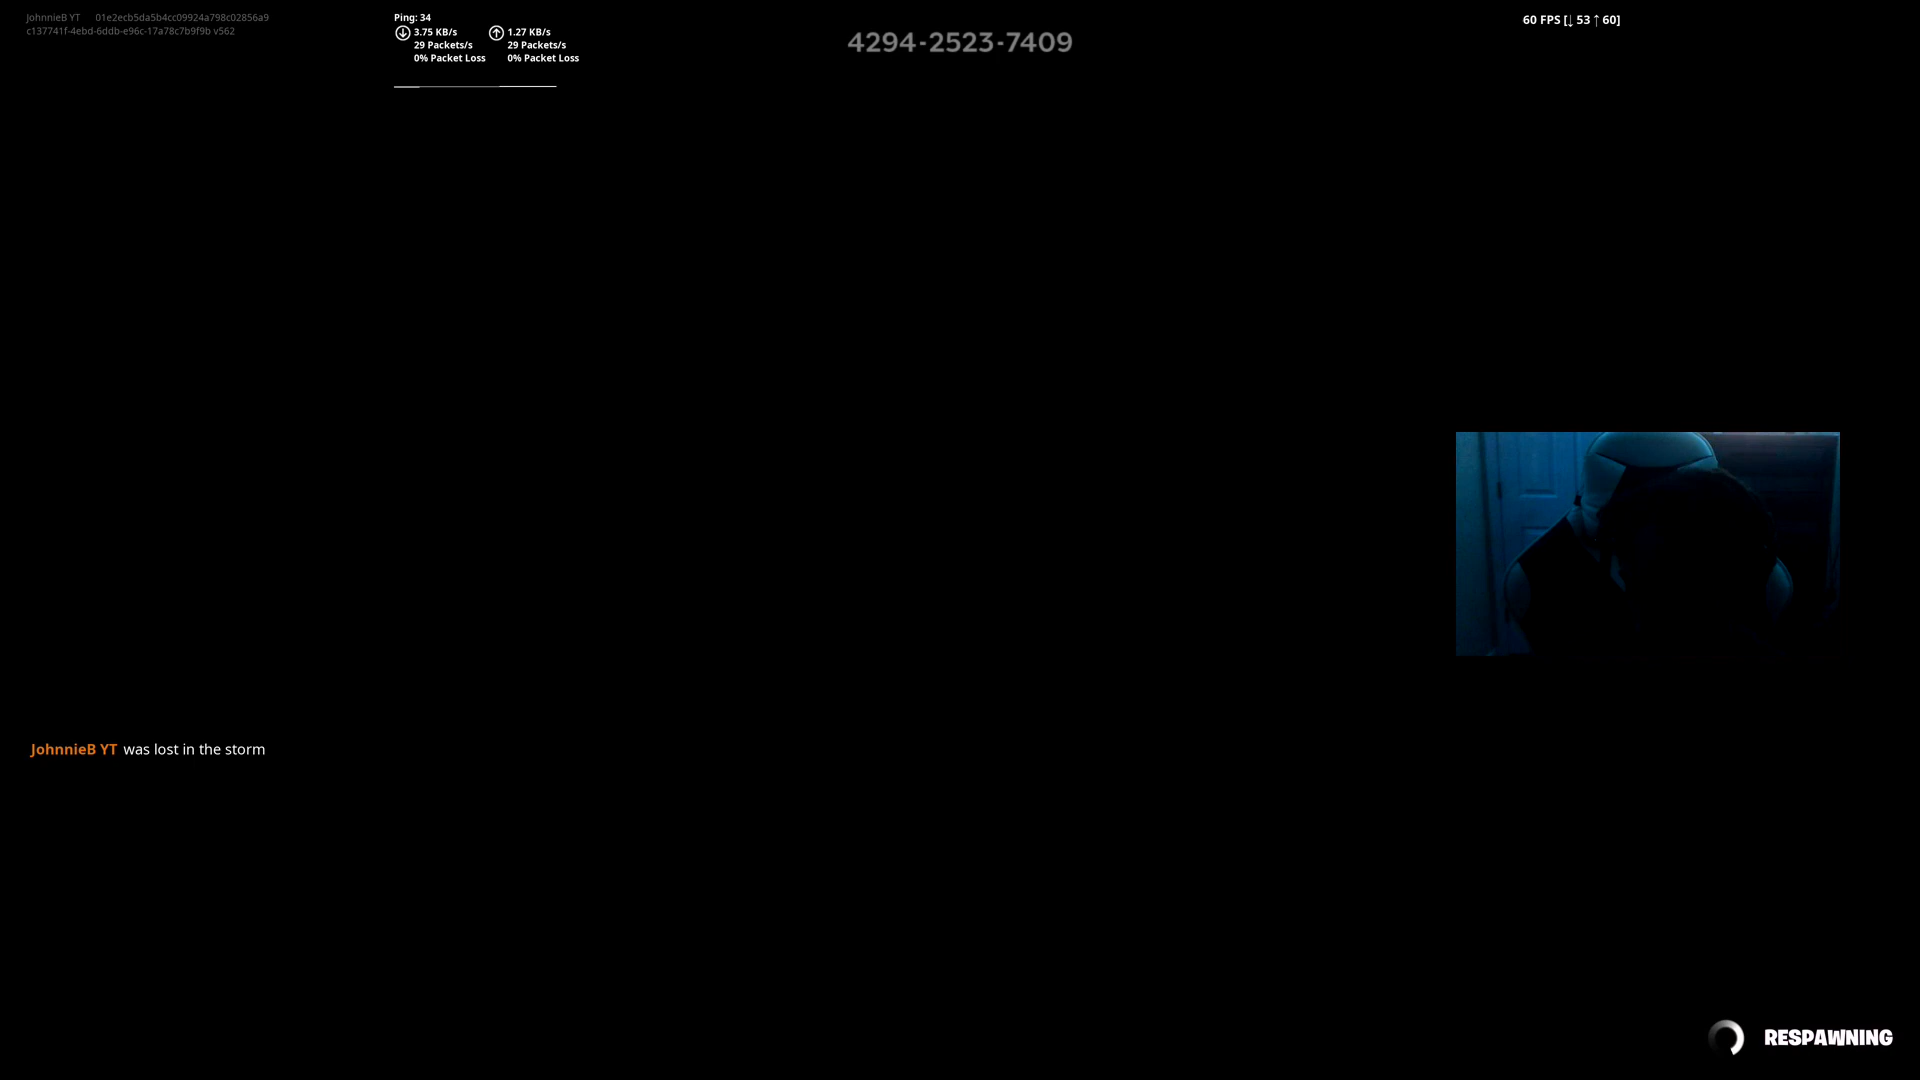 JohnnieB YT 01e2ecb5da5b4cc09924a798c02856a9
c137741f-4ebd-6ddb-e96c-17a78c7b9f9b v562
Ping: 34
3.75 KB/s 1.27 KB/s
29 Packets/s 29 Packets/s
0% Packet Loss 0% Packet Loss
4294-2523-7409
60 FPS [↓ 53 ↑ 60]
JohnnieB YT was lost in the storm
RESPAWNING